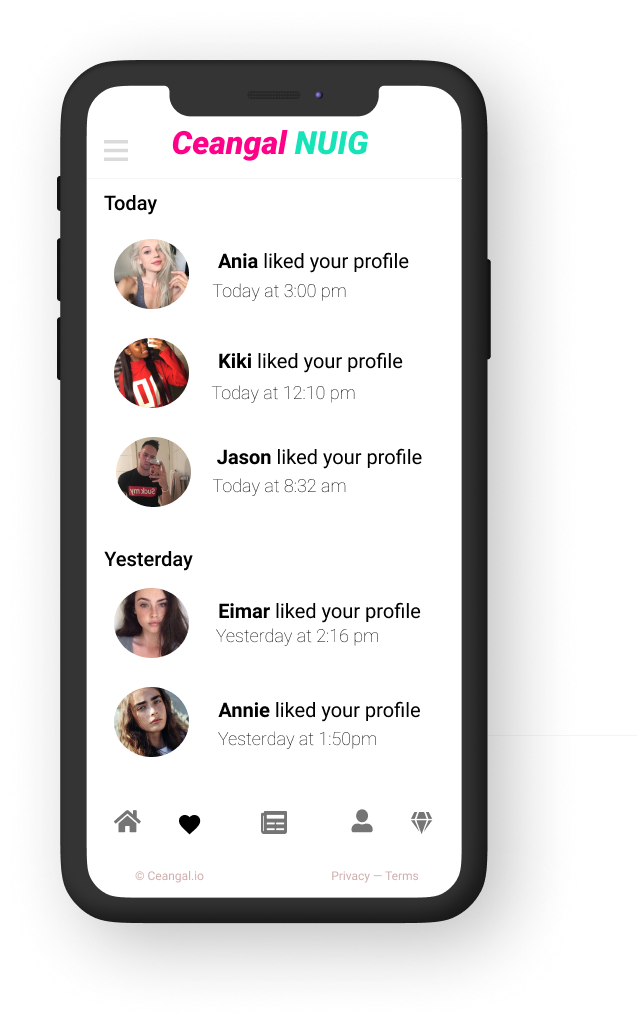 Ceangal NUIG
Today
Ania liked your profile
Today at 3:00 pm
Kiki liked your profile
Today at 12:10 pm
Jason liked your profile
Today at 8:32 am
Yesterday
Eimar liked your profile
Yesterday at 2:16 pm
Annie liked your profile
Yesterday at 1:50pm
© Ceangal.io
Privacy — Terms